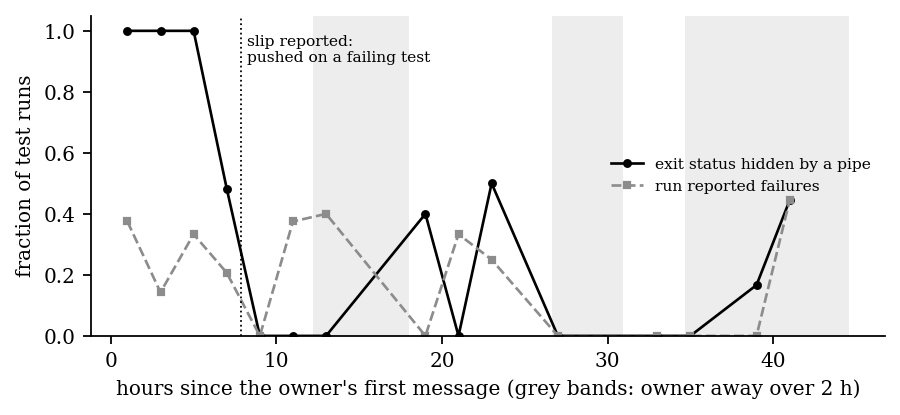 1.0
0.8
0.6
0.4
0.2
0.0
fraction of test runs
slip reported:
pushed on a failing test
exit status hidden by a pipe
run reported failures
0
10
20
30
40
hours since the owner's first message (grey bands: owner away over 2 h)